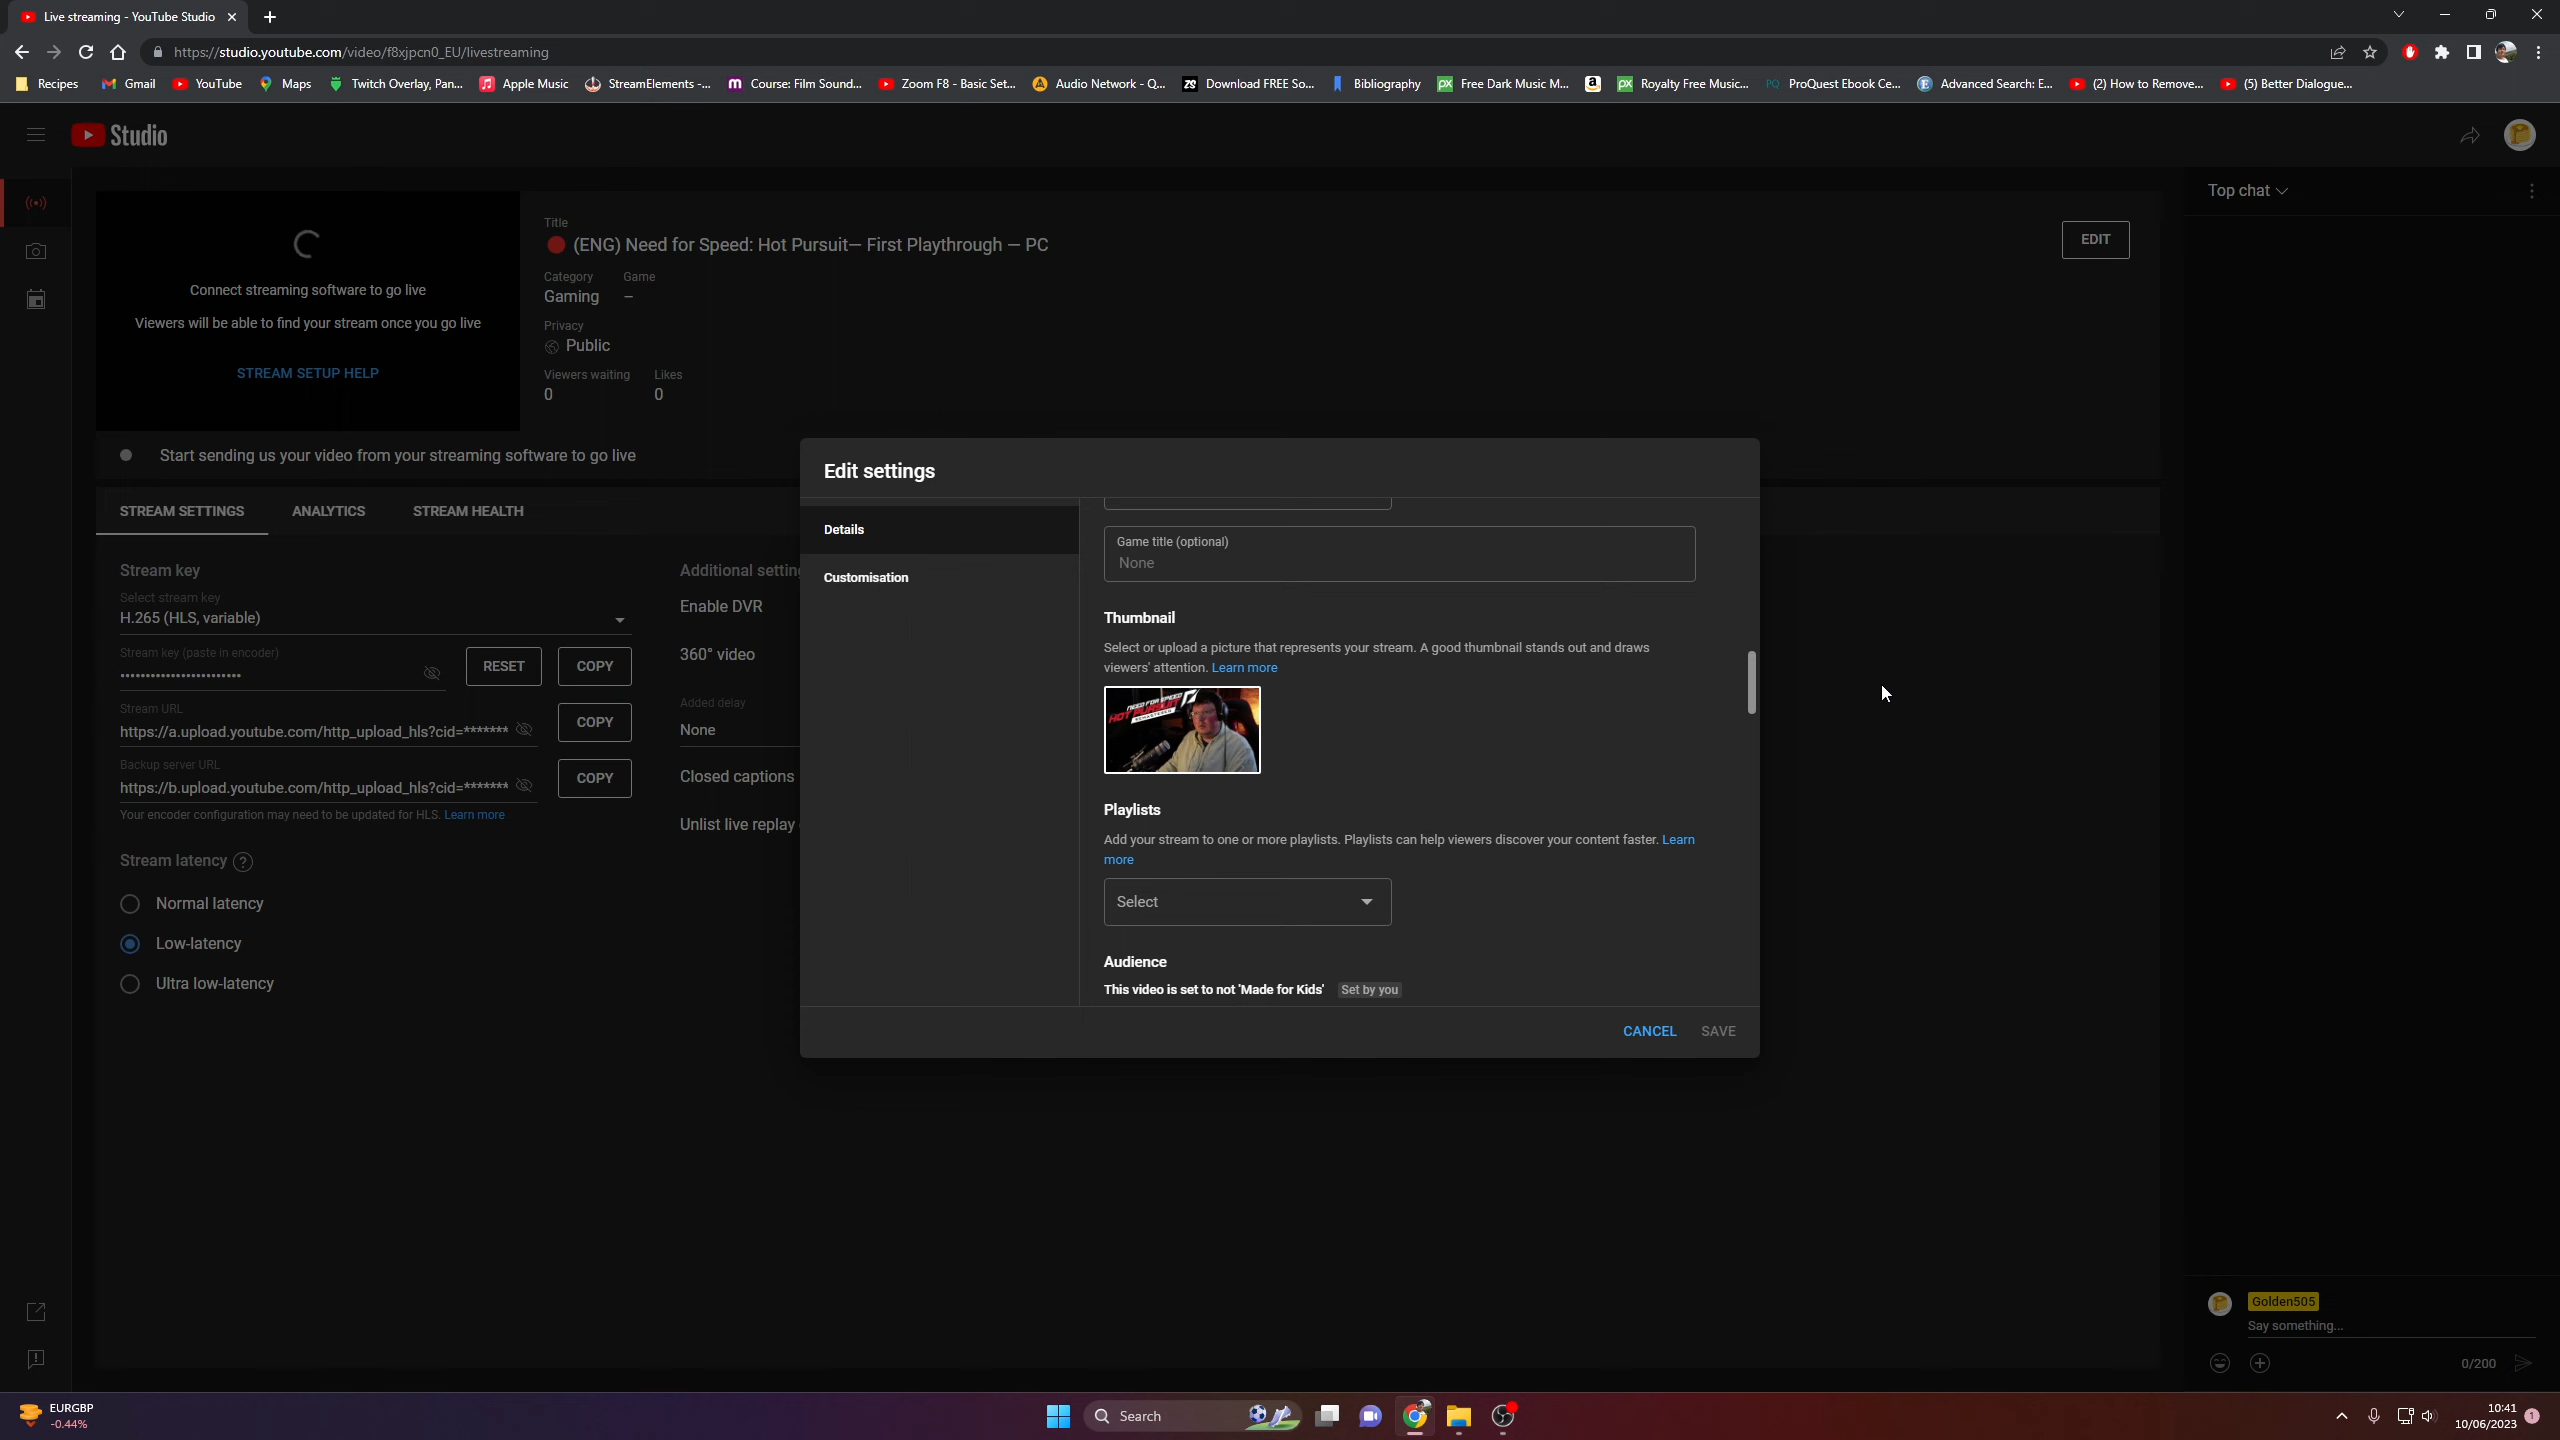 Live streaming - YouTube Studio
https://studio.youtube.com/video/f8xjpcn0_EU/livestreaming
Recipes
Gmail
YouTube
Maps
Twitch Overlay, Pan...
Apple Music
StreamElements -...
Course: Film Sound...
Zoom F8 - Basic Set...
Audio Network - Q...
Download FREE So...
Bibliography
Free Dark Music M...
Royalty Free Music...
ProQuest Ebook Ce...
Advanced Search: E...
(2) How to Remove...
(5) Better Dialogue...
Studio
Connect streaming software to go live
Viewers will be able to find your stream once you go live
STREAM SETUP HELP
Title
(ENG) Need for Speed: Hot Pursuit— First Playthrough — PC
Category Game
Gaming –
Privacy
Public
Viewers waiting Likes
0 0
EDIT
Top chat
Start sending us your video from your streaming software to go live
STREAM SETTINGS
ANALYTICS
STREAM HEALTH
Stream key
Select stream key
H.265 (HLS, variable)
Stream key (paste in encoder)
RESET
COPY
Stream URL
https://a.upload.youtube.com/http_upload_hls?cid=*******
COPY
Backup server URL
https://b.upload.youtube.com/http_upload_hls?cid=*******
COPY
Your encoder configuration may need to be updated for HLS. Learn more
Stream latency ?
Normal latency
Low-latency
Ultra low-latency
Additional setting
Enable DVR
360° video
Added delay
None
Closed captions
Unlist live replay
Edit settings
Details
Customisation
Game title (optional)
None
Thumbnail
Select or upload a picture that represents your stream. A good thumbnail stands out and draws
viewers' attention. Learn more
NEED FOR SPEED
HOT PURSUIT
REMASTERED
Playlists
Add your stream to one or more playlists. Playlists can help viewers discover your content faster. Learn
more
Select
Audience
This video is set to not 'Made for Kids' Set by you
CANCEL
SAVE
Golden505
Say something...
0/200
EURGBP
-0.44%
Search
10:41
10/06/2023
1